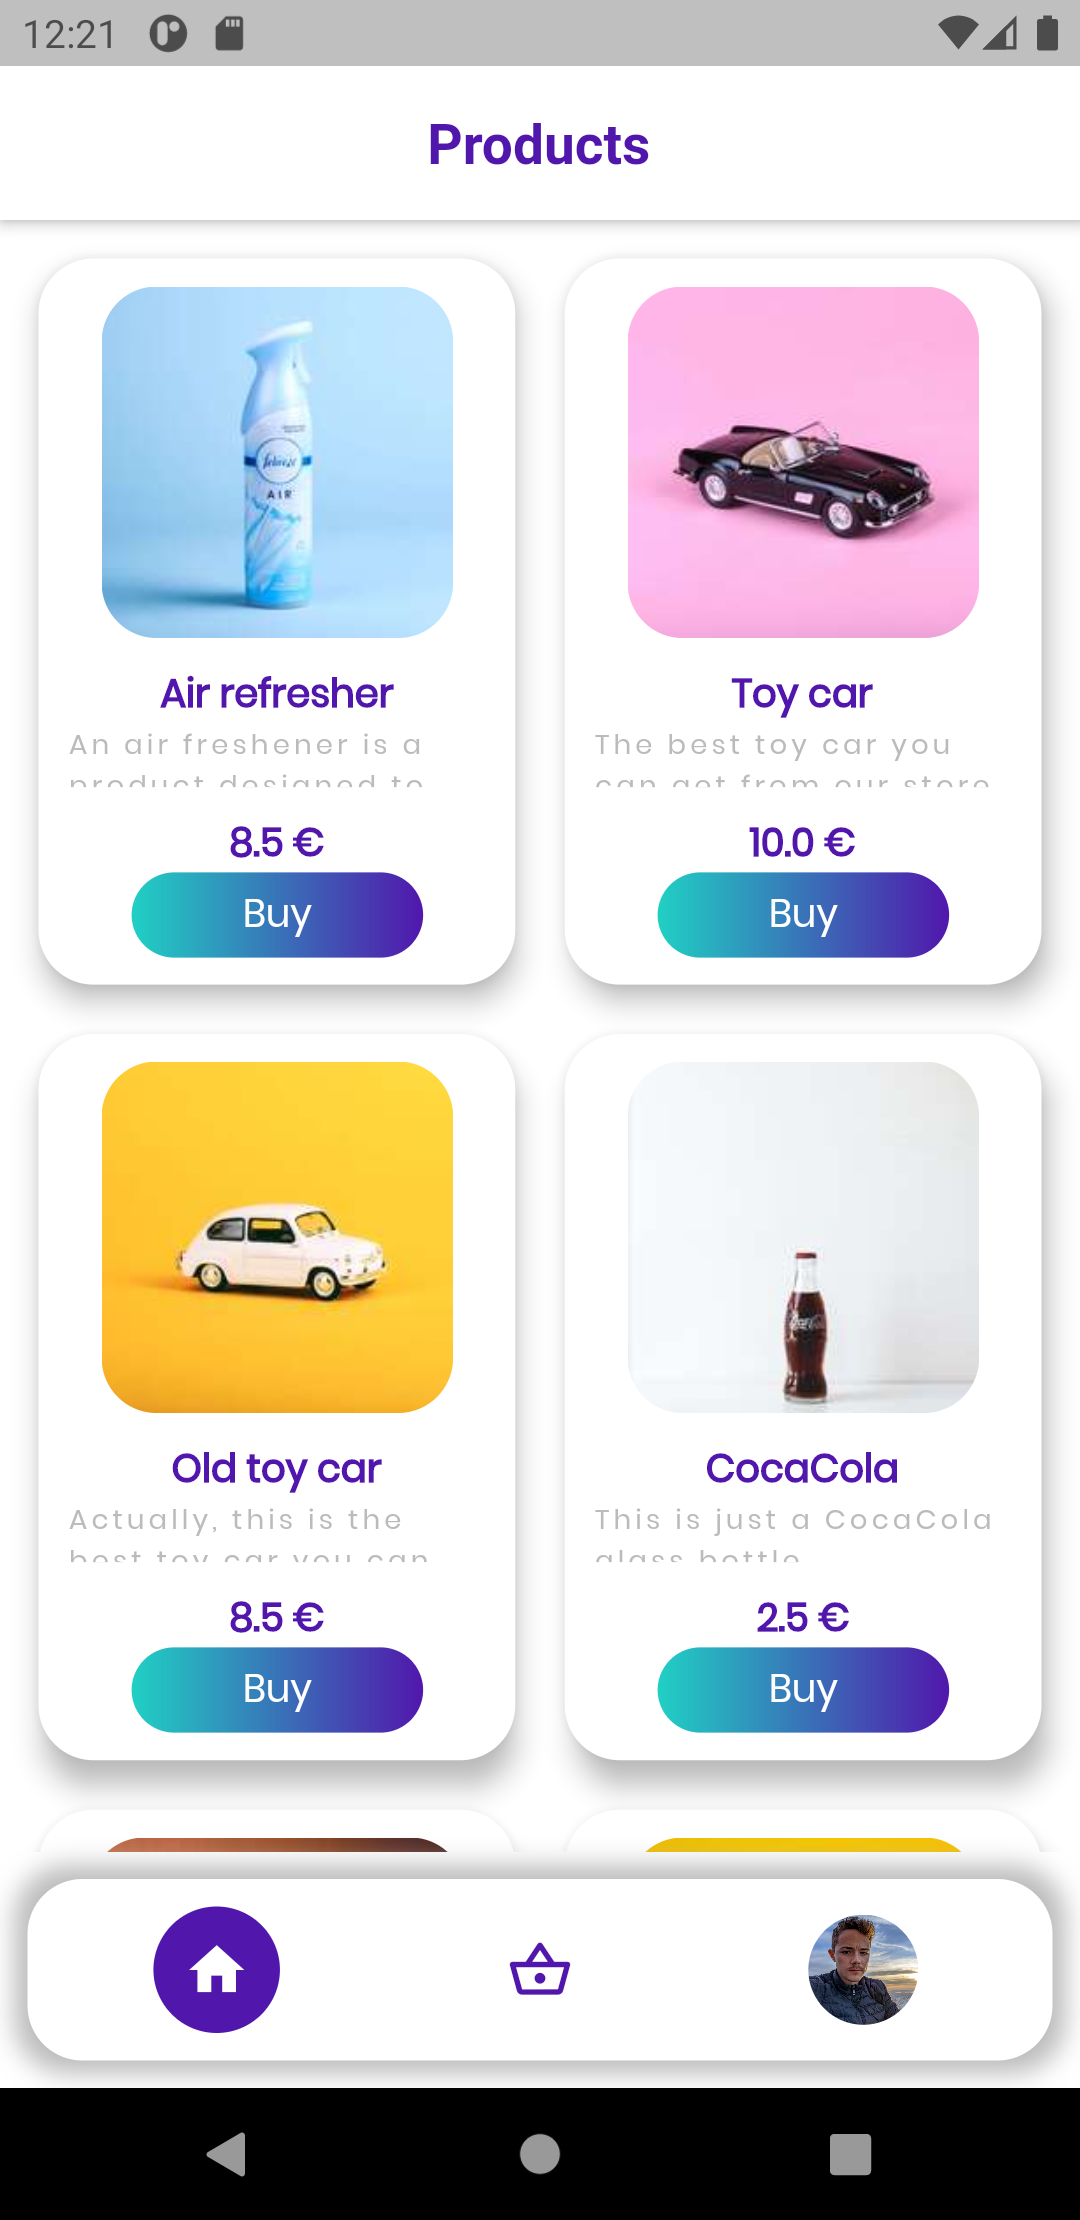 12:21
Products
AIR
Air refresher
An air freshener is a
product designed to
8.5 €
Buy
Toy car
The best toy car you
can get from our store
10.0 €
Buy
Old toy car
Actually, this is the
best toy car you can
8.5 €
Buy
CocaCola
This is just a CocaCola
glass bottle
2.5 €
Buy